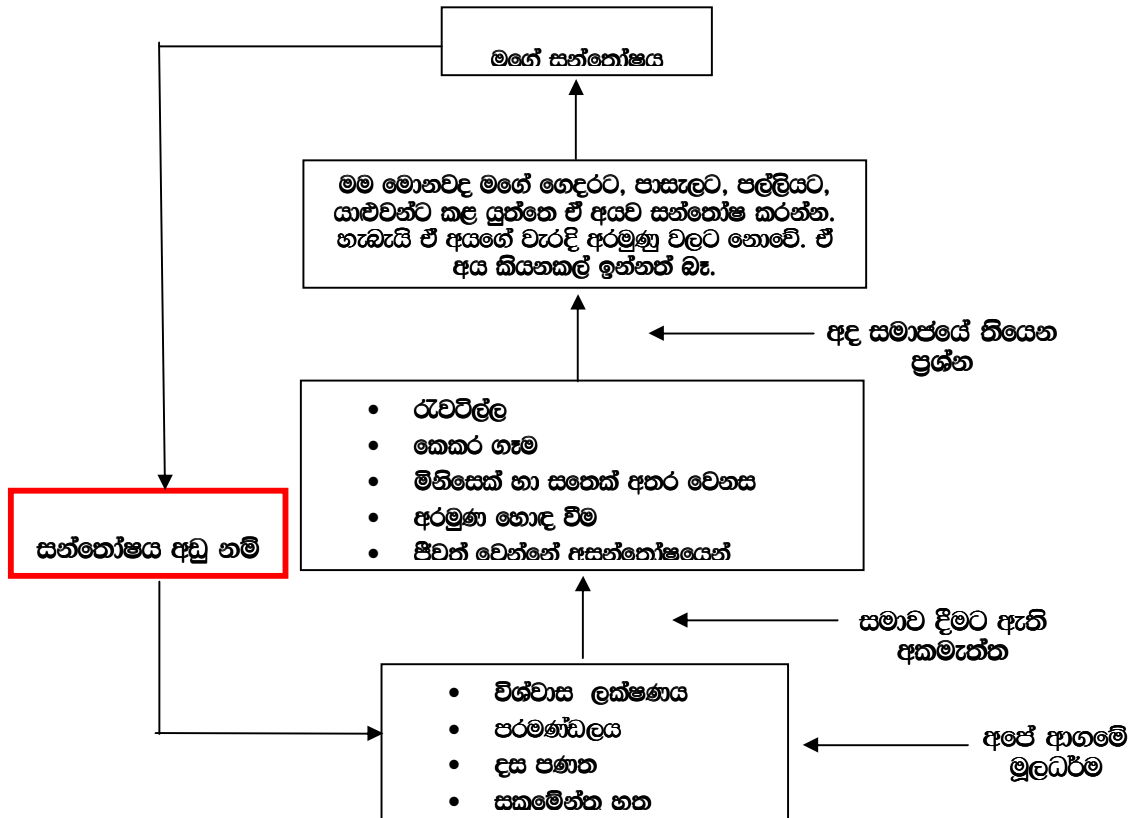 මගේ සන්තෝෂය
මම මොනවද මගේ ගෙදරට, පාසැලට, පල්ලියට,
යාළුවන්ට කළ යුත්තෙ ඒ අයව සන්තෝෂ කරන්න.
හැබැයි ඒ අයගේ වැරදි අරමුණු වලට නොවේ. ඒ
අය කියනකල් ඉන්නත් බෑ.
අද සමාජයේ තියෙන
ප්‍රශ්න
• රැවටිල්ල
• කෙකර ගෑම
• මිනිසෙක් හා සතෙක් අතර වෙනස
• අරමුණ හොඳ වීම
• ජීවත් වෙන්නේ අසන්තෝෂයෙන්
සන්තෝෂය අඩු නම්
සමාව දීමට ඇති
අකමැත්ත
• විශ්වාස ලක්ෂණය
• පරමණ්ඩලය
• දස පණත
• සකමේන්ත හත
අපේ ආගමේ
මූලධර්ම